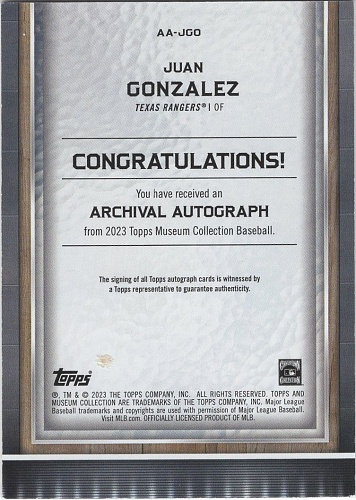 AA-JGO
JUAN
GONZALEZ
TEXAS RANGERS® | OF
CONGRATULATIONS!
You have received an
ARCHIVAL AUTOGRAPH
from 2023 Topps Museum Collection Baseball.
The signing of all Topps autograph cards is witnessed by
a Topps representative to guarantee authenticity.
Topps
®, TM & © 2023 THE TOPPS COMPANY, INC. ALL RIGHTS RESERVED. TOPPS AND
MUSEUM COLLECTION ARE TRADEMARKS OF THE TOPPS COMPANY, INC. Major League
Baseball trademarks and copyrights are used with permission of Major League Baseball.
Visit MLB.com. OFFICIALLY LICENSED PRODUCT OF MLB.